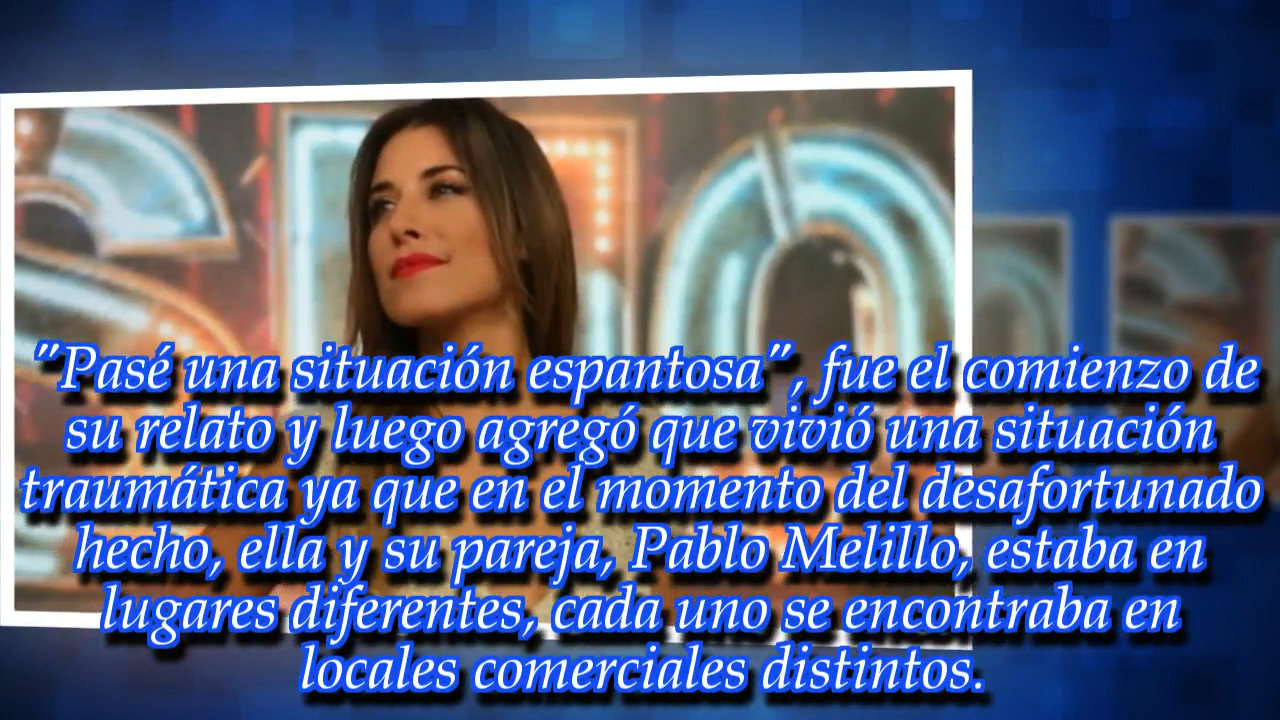 "Pasé una situación espantosa", fue el comienzo de
su relato y luego agregó que vivió una situación
traumática ya que en el momento del desafortunado
hecho, ella y su pareja, Pablo Melillo, estaba en
lugares diferentes, cada uno se encontraba en
locales comerciales distintos.